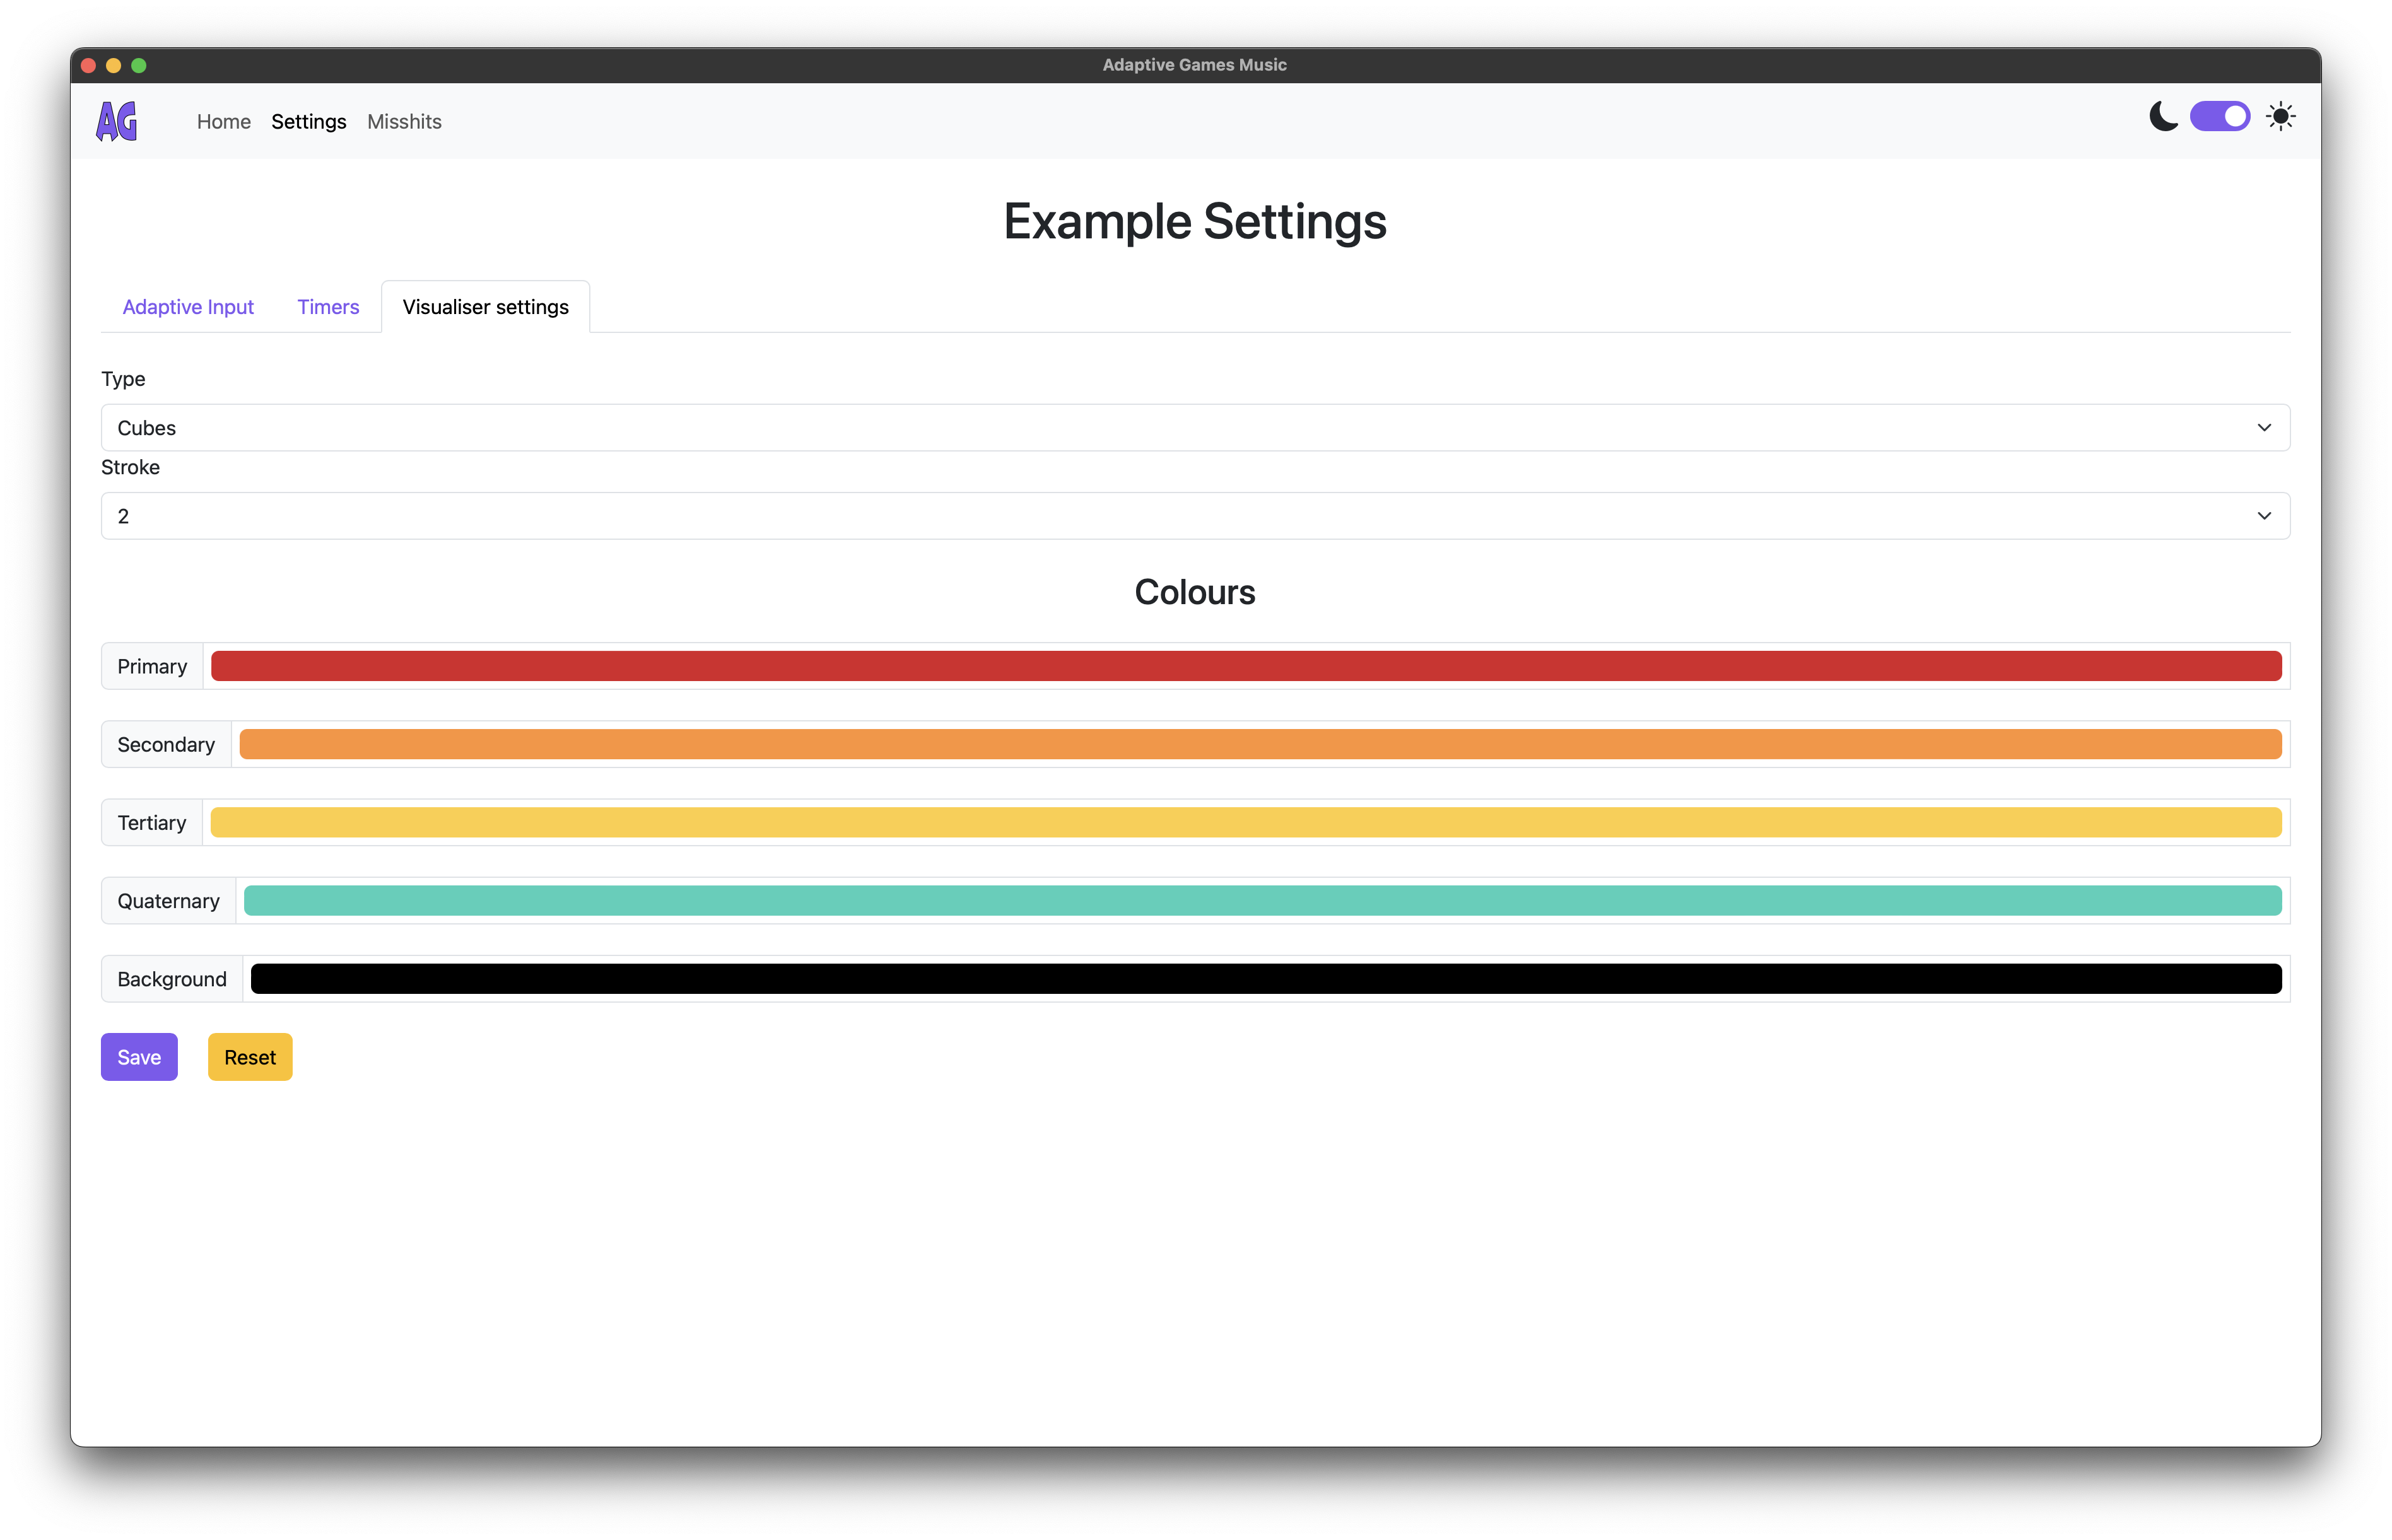 Adaptive Games Music
AG Home Settings Misshits
Example Settings
Adaptive Input Timers Visualiser settings
Type
Cubes
Stroke
2
Colours
Primary
Secondary
Tertiary
Quaternary
Background
Save Reset